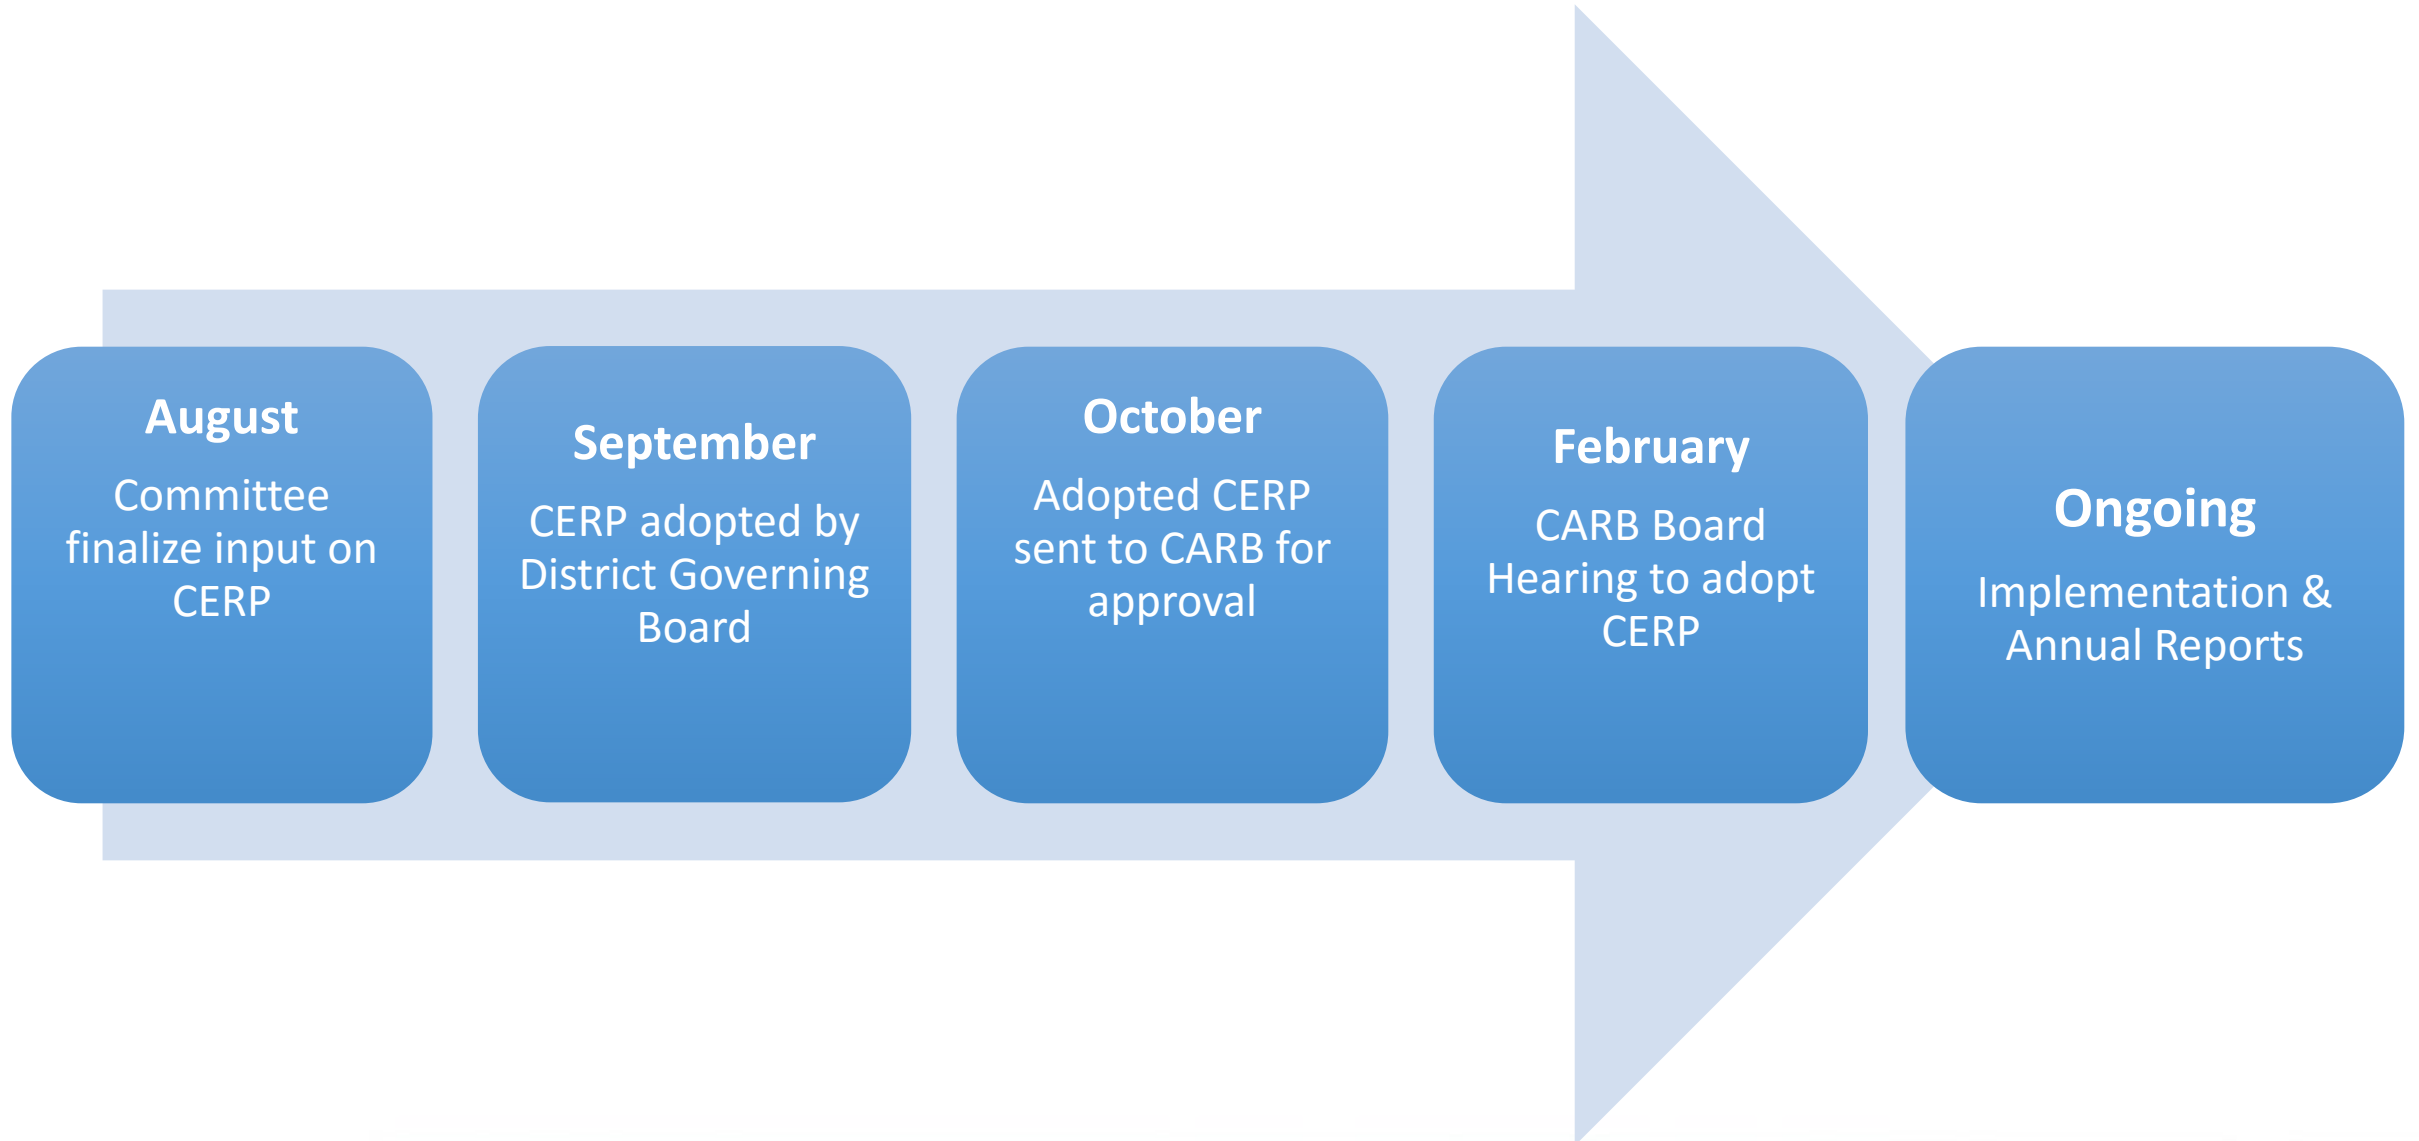 August
Committee
finalize input on
CERP
September
CERP adopted by
District Governing
Board
October
Adopted CERP
sent to CARB for
approval
February
CARB Board
Hearing to adopt
CERP
Ongoing
Implementation &
Annual Reports